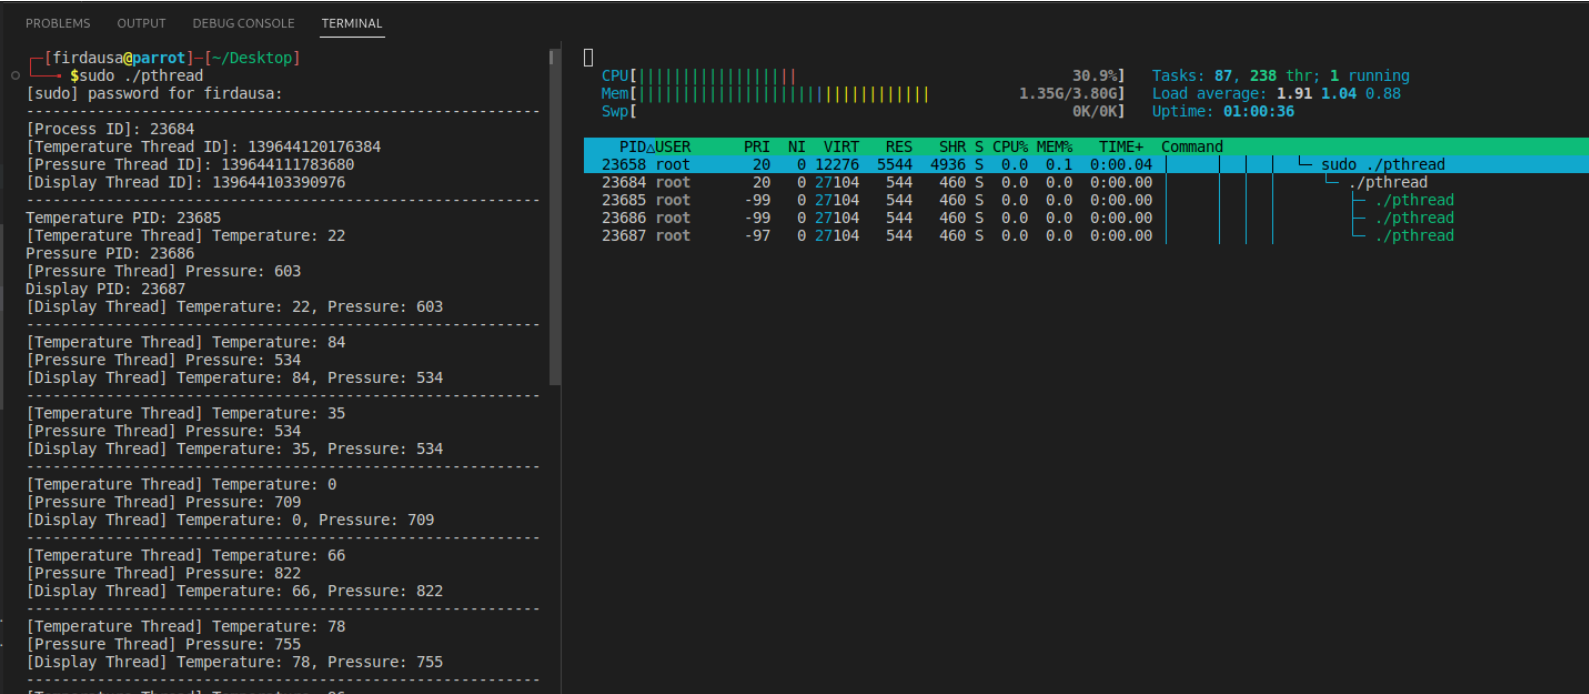 PROBLEMS OUTPUT DEBUG CONSOLE TERMINAL
[firdausa@parrot]-[~/Desktop]
$sudo ./pthread
[sudo] password for firdausa:
------------------------------------------------------------
[Process ID]: 23684
[Temperature Thread ID]: 139644120176384
[Pressure Thread ID]: 139644111783680
[Display Thread ID]: 139644103390976
------------------------------------------------------------
Temperature PID: 23685
[Temperature Thread] Temperature: 22
Pressure PID: 23686
[Pressure Thread] Pressure: 603
Display PID: 23687
[Display Thread] Temperature: 22, Pressure: 603
------------------------------------------------------------
[Temperature Thread] Temperature: 84
[Pressure Thread] Pressure: 534
[Display Thread] Temperature: 84, Pressure: 534
------------------------------------------------------------
[Temperature Thread] Temperature: 35
[Pressure Thread] Pressure: 534
[Display Thread] Temperature: 35, Pressure: 534
------------------------------------------------------------
[Temperature Thread] Temperature: 0
[Pressure Thread] Pressure: 709
[Display Thread] Temperature: 0, Pressure: 709
------------------------------------------------------------
[Temperature Thread] Temperature: 66
[Pressure Thread] Pressure: 822
[Display Thread] Temperature: 66, Pressure: 822
------------------------------------------------------------
[Temperature Thread] Temperature: 78
[Pressure Thread] Pressure: 755
[Display Thread] Temperature: 78, Pressure: 755
------------------------------------------------------------
CPU[|||||||||||||||||| 30.9%] Tasks: 87, 238 thr; 1 running
Mem[||||||||||||||||||||||||||||||||| 1.35G/3.80G] Load average: 1.91 1.04 0.88
Swp[ 0K/0K] Uptime: 01:00:36
PID△USER PRI NI VIRT RES SHR S CPU% MEM% TIME+ Command
23658 root 20 0 12276 5544 4936 S 0.0 0.1 0:00.04 │ │ │ │ └─ sudo ./pthread
23684 root 20 0 27104 544 460 S 0.0 0.0 0:00.00 │ │ │ │ └─ ./pthread
23685 root -99 0 27104 544 460 S 0.0 0.0 0:00.00 │ │ │ │ ├─ ./pthread
23686 root -99 0 27104 544 460 S 0.0 0.0 0:00.00 │ │ │ │ ├─ ./pthread
23687 root -97 0 27104 544 460 S 0.0 0.0 0:00.00 │ │ │ │ └─ ./pthread